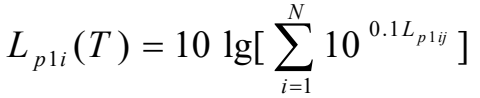 L_{p1i}(T) = 10 lg[ \sum_{i=1}^{N} 10^{0.1L_{p1ij}} ]